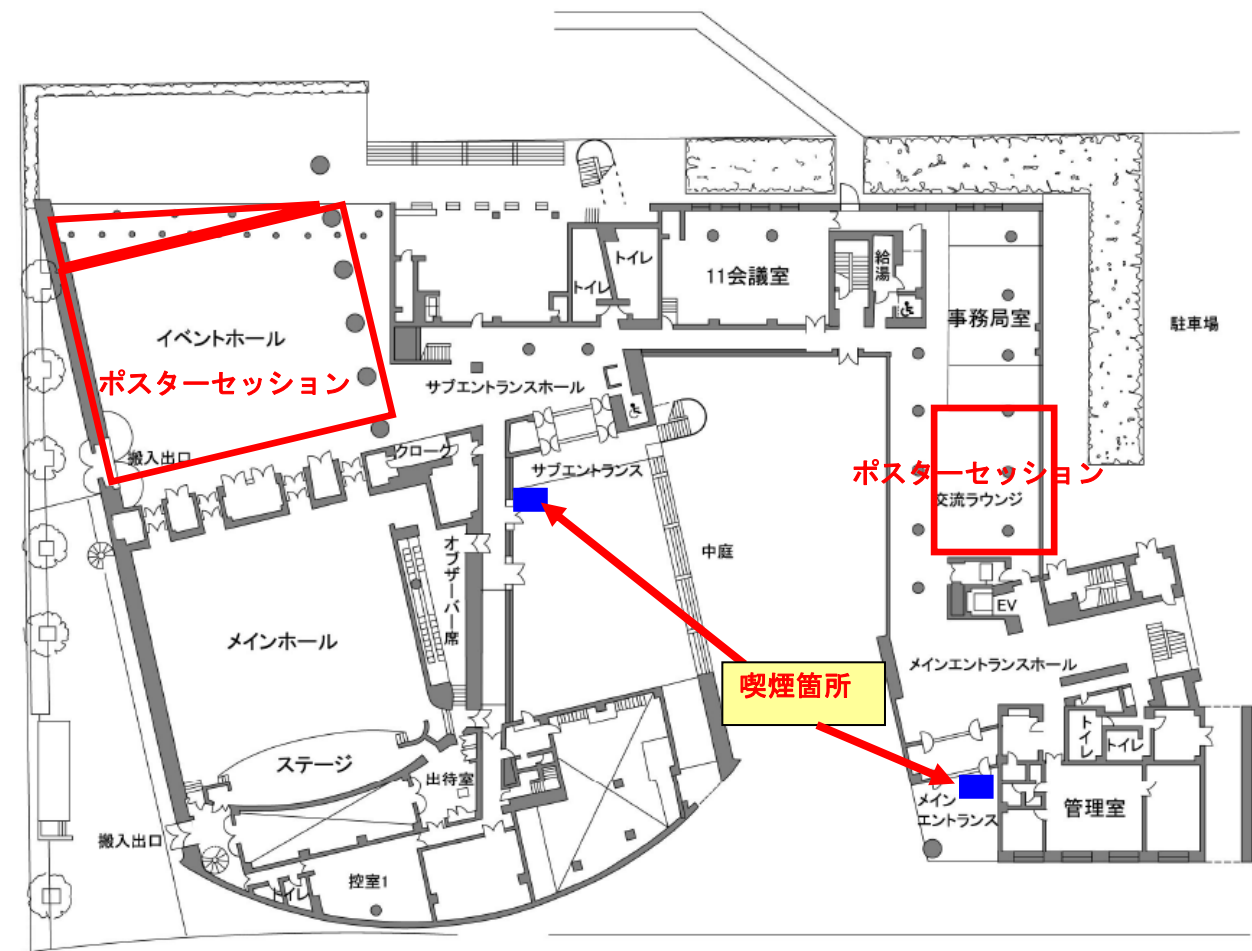 トイレ
トイレ
11会議室
給湯
事務局室
駐車場
イベントホール
ポスターセッション
サブエントランスホール
搬入出口
クローク
サブエントランス
ポスターセッション
交流ラウンジ
オブザーバー席
中庭
EV
メインホール
メインエントランスホール
喫煙箇所
トイレ
トイレ
ステージ
出待室
メイン
エントランス
管理室
搬入出口
控室1
トイレ